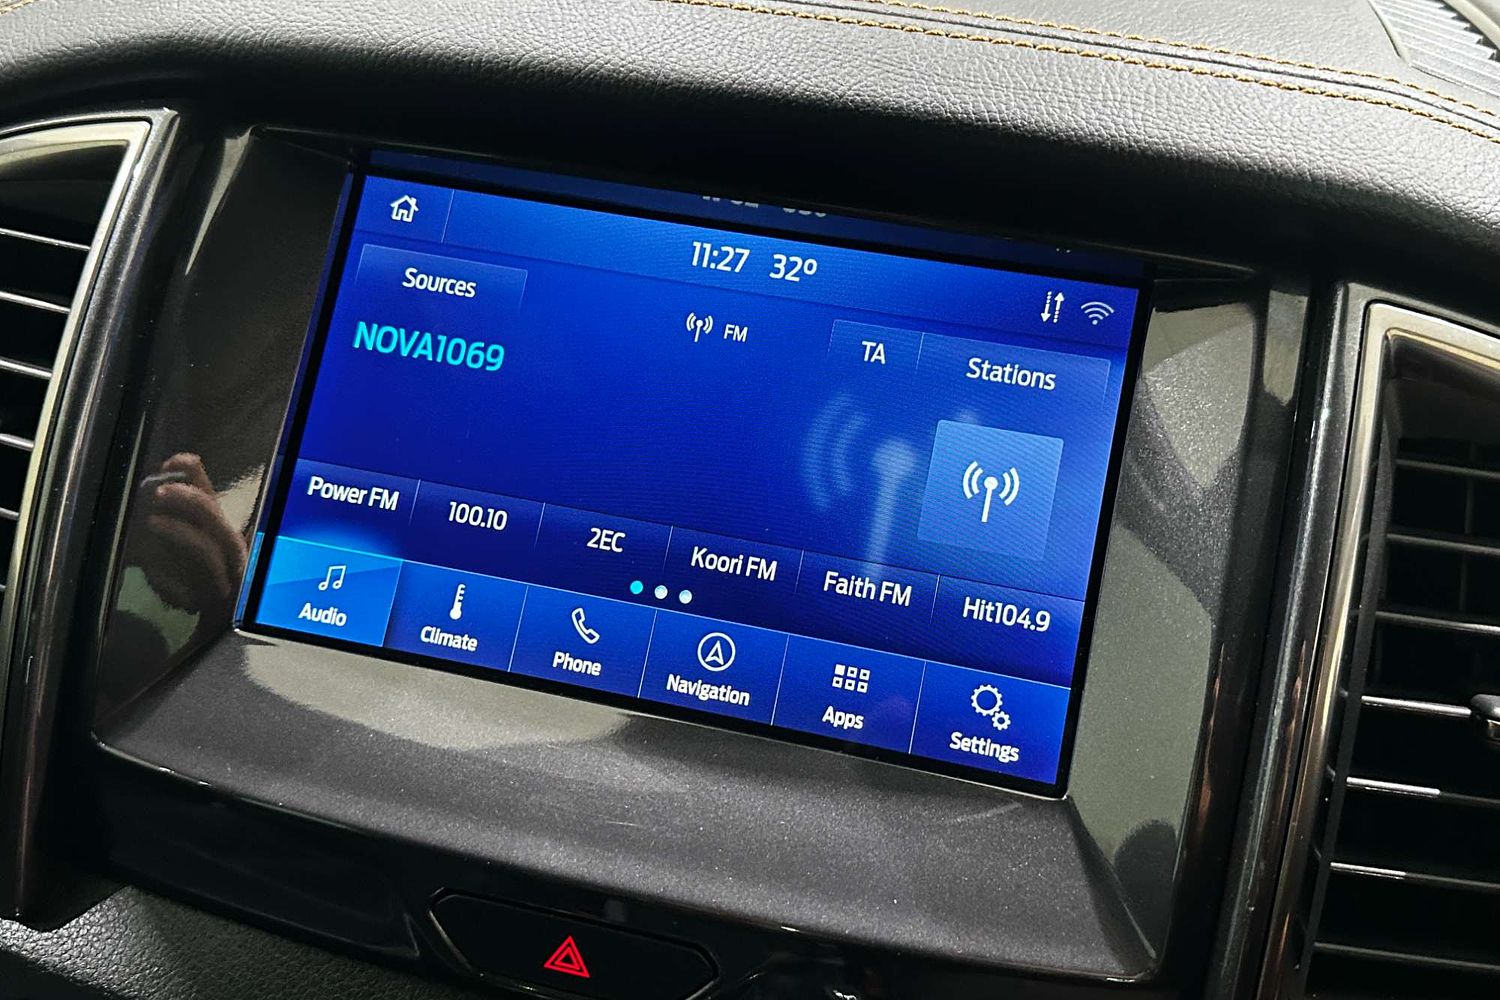 11:27 32º
Sources
FM
NOVA1069
TA
Stations
Power FM
100.10
2EC
Koori FM
Faith FM
Hit104.9
Audio
Climate
Phone
Navigation
Apps
Settings